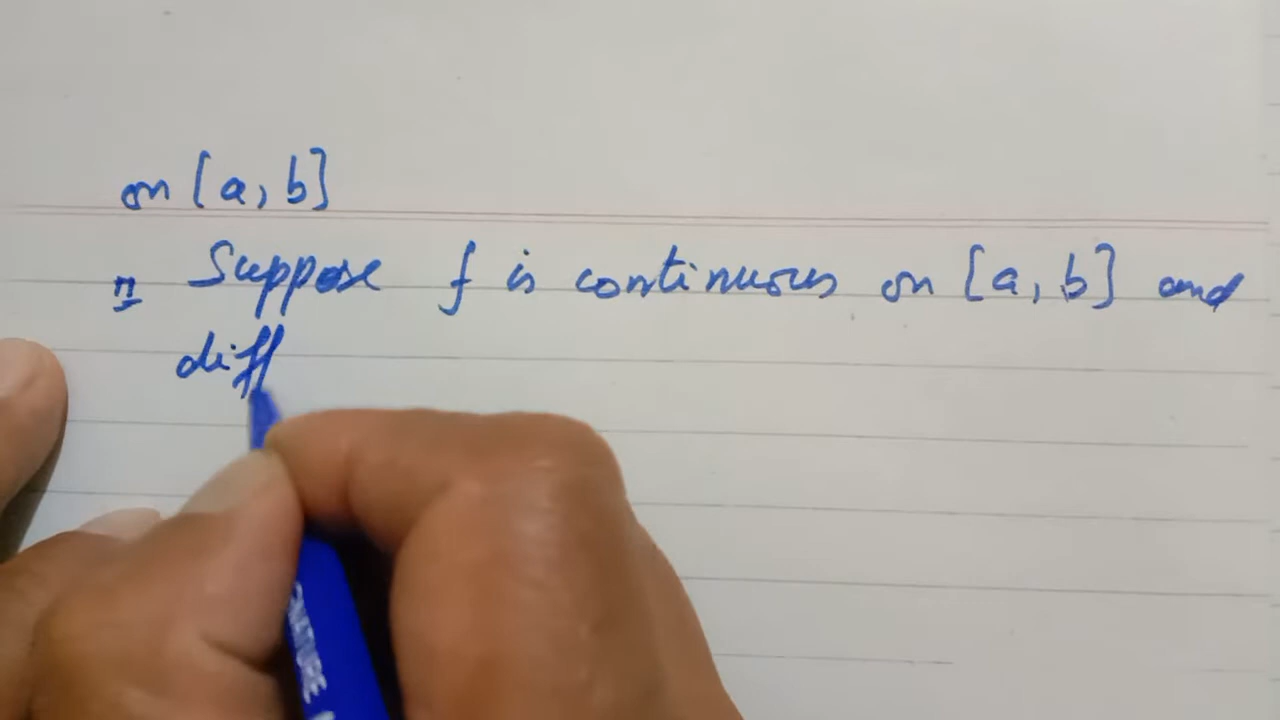 on [a, b]
" Suppose f is continuous on [a, b] and
diff